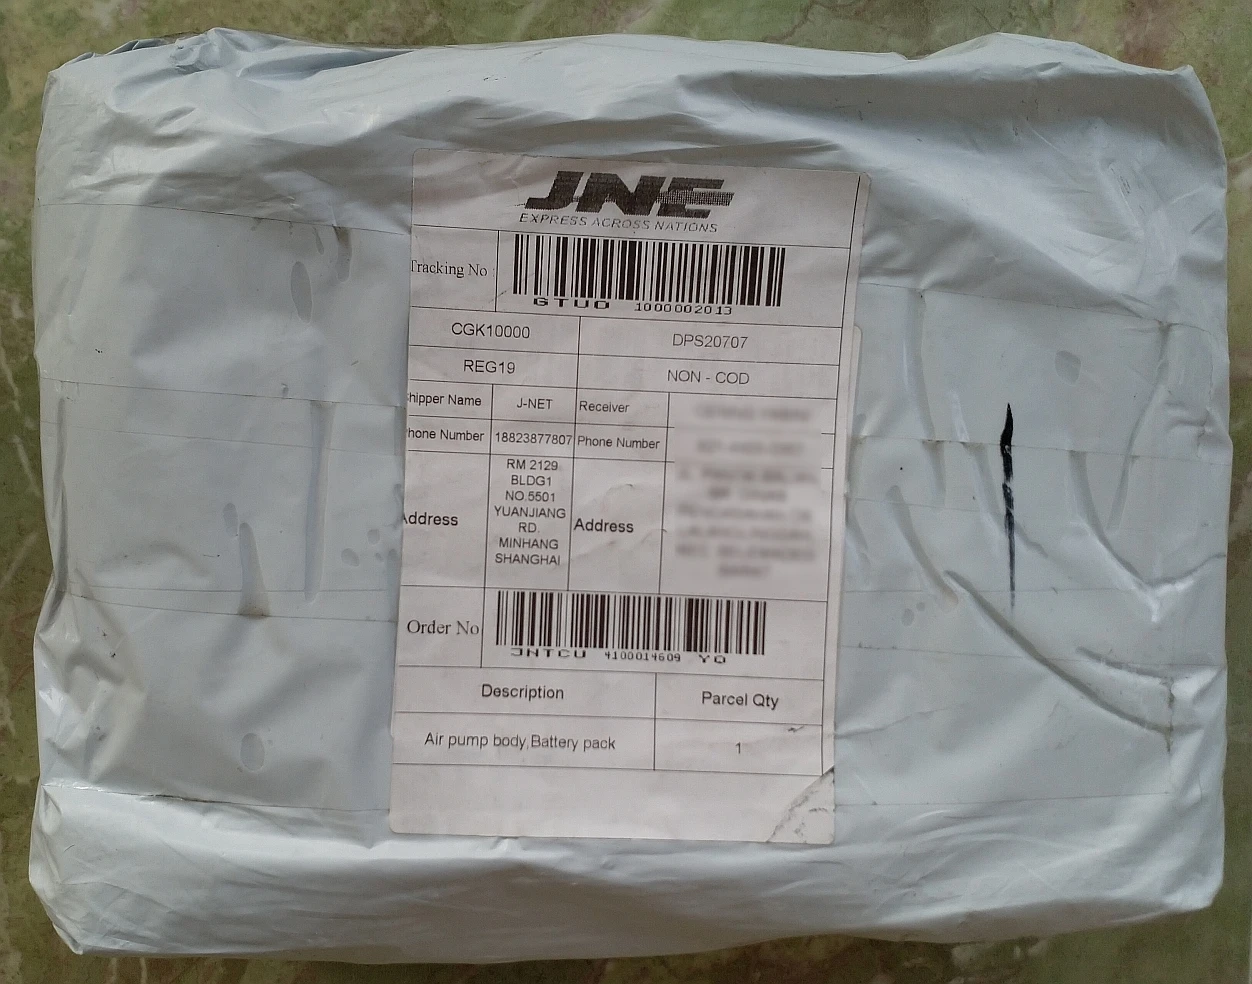 JNE
EXPRESS ACROSS NATIONS
Tracking No
GTUO 1000002013
CGK10000 DPS20707
REG19 NON - COD
hipper Name J-NET Receiver
hone Number 18823877807 Phone Number
Address
RM 2129
BLDG1
NO.5501
YUANJIANG
RD.
MINHANG
SHANGHAI
Address
Order No
JNTCU 4100014609 YQ
Description Parcel Qty
Air pump body,Battery pack 1